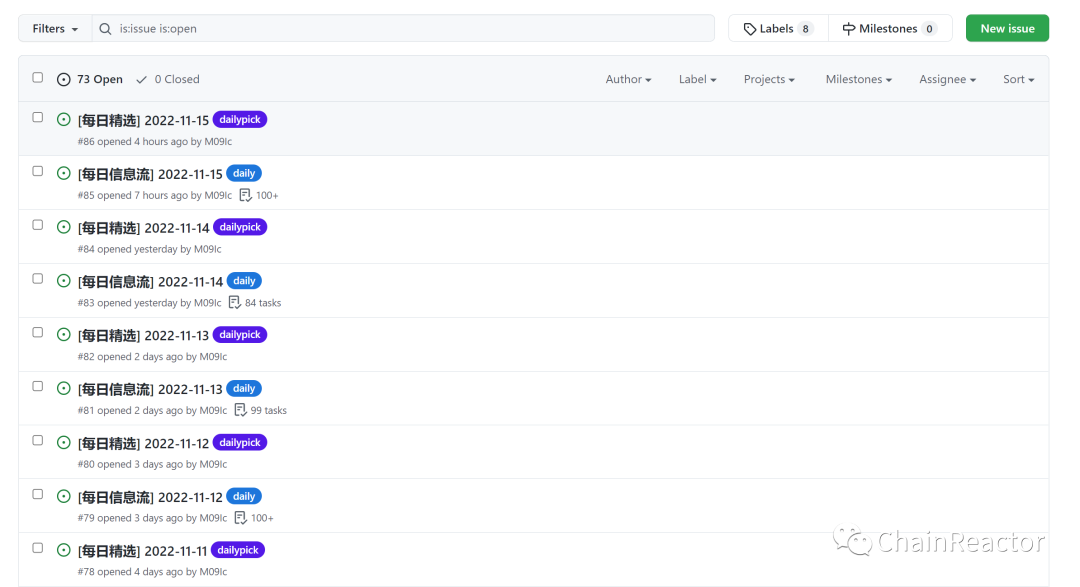 Filters is:issue is:open Labels 8 Milestones 0 New issue
73 Open 0 Closed Author Label Projects Milestones Assignee Sort
[每日精选] 2022-11-15 dailypick
#86 opened 4 hours ago by M09Ic
[每日信息流] 2022-11-15 daily
#85 opened 7 hours ago by M09Ic 100+
[每日精选] 2022-11-14 dailypick
#84 opened yesterday by M09Ic
[每日信息流] 2022-11-14 daily
#83 opened yesterday by M09Ic 84 tasks
[每日精选] 2022-11-13 dailypick
#82 opened 2 days ago by M09Ic
[每日信息流] 2022-11-13 daily
#81 opened 2 days ago by M09Ic 99 tasks
[每日精选] 2022-11-12 dailypick
#80 opened 3 days ago by M09Ic
[每日信息流] 2022-11-12 daily
#79 opened 3 days ago by M09Ic 100+
[每日精选] 2022-11-11 dailypick
#78 opened 4 days ago by M09Ic
ChainReactor